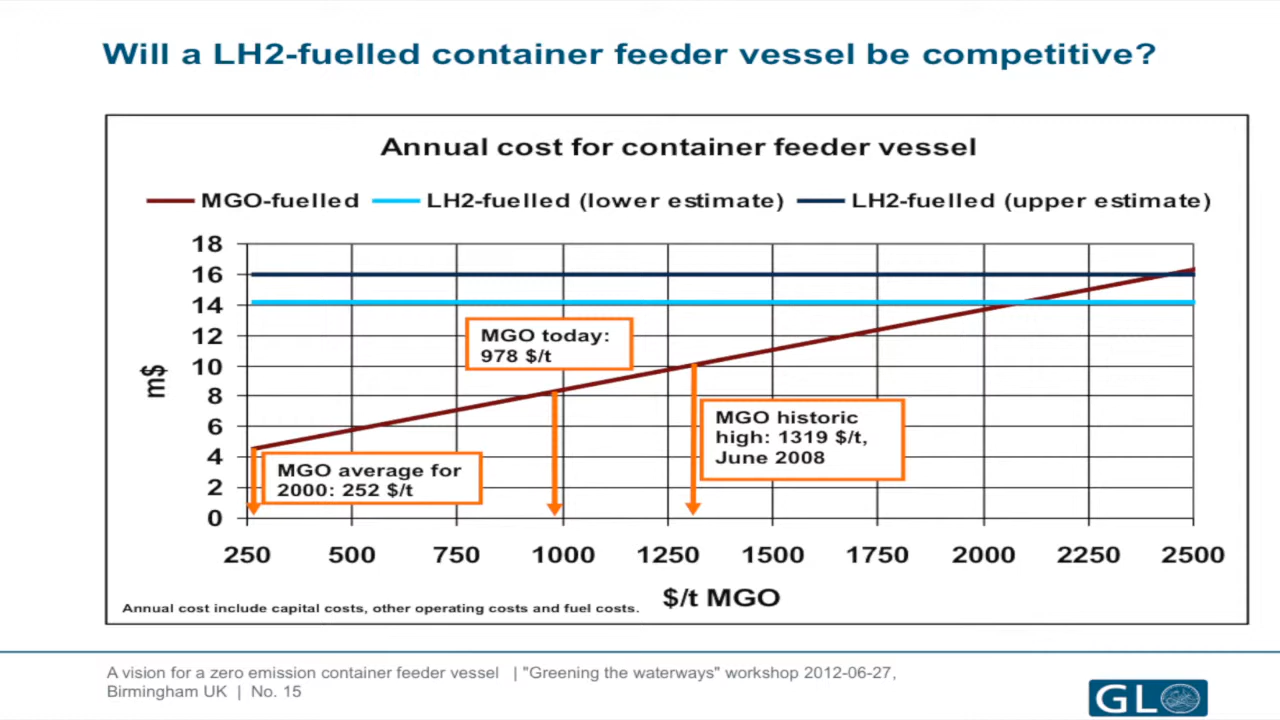 Will a LH2-fuelled container feeder vessel be competitive?
Annual cost for container feeder vessel
MGO-fuelled LH2-fuelled (lower estimate) LH2-fuelled (upper estimate)
18
16
14
12
10
8
6
4
2
0
m$
MGO today:
978 $/t
MGO historic
high: 1319 $/t,
June 2008
MGO average for
2000: 252 $/t
250 500 750 1000 1250 1500 1750 2000 2250 2500
$/t MGO
Annual cost include capital costs, other operating costs and fuel costs.
A vision for a zero emission container feeder vessel | "Greening the waterways" workshop 2012-06-27,
Birmingham UK | No. 15
GL